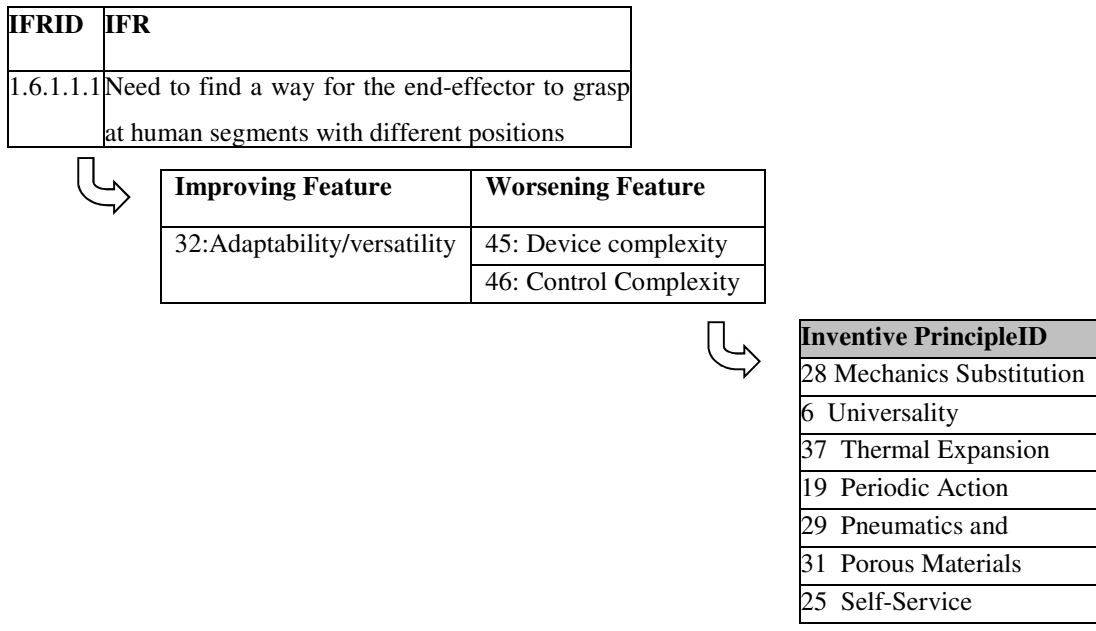 IFRID IFR
1.6.1.1.1 Need to find a way for the end-effector to grasp
at human segments with different positions
Improving Feature Worsening Feature
32:Adaptability/versatility 45: Device complexity
46: Control Complexity
Inventive PrincipleID
28 Mechanics Substitution
6 Universality
37 Thermal Expansion
19 Periodic Action
29 Pneumatics and
31 Porous Materials
25 Self-Service